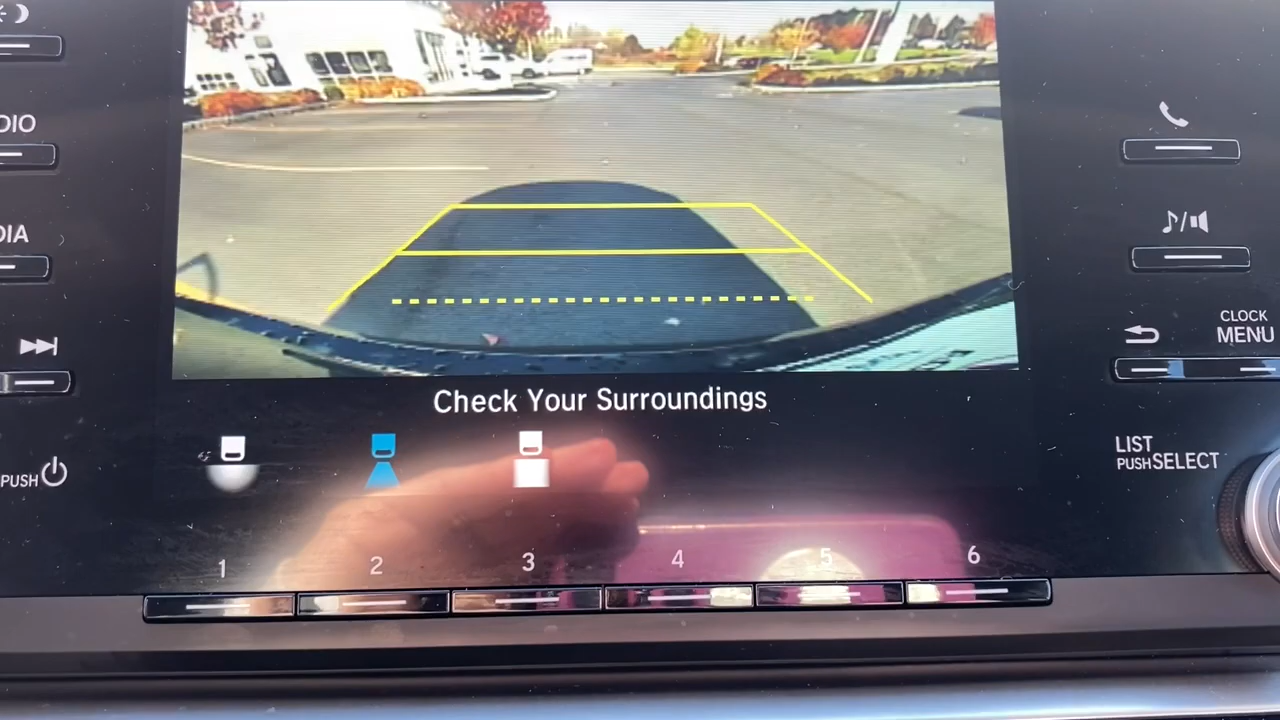 DIO
DIA
PUSH
Check Your Surroundings
1 2 3 4 5 6
CLOCK
MENU
LIST
PUSH SELECT